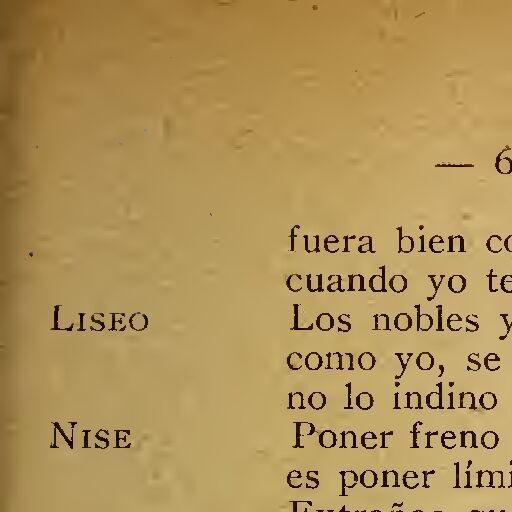 — 6
fuera bien co
cuando yo te
LISEO Los nobles y
como yo, se
no lo indino
NISE Poner freno
es poner lími